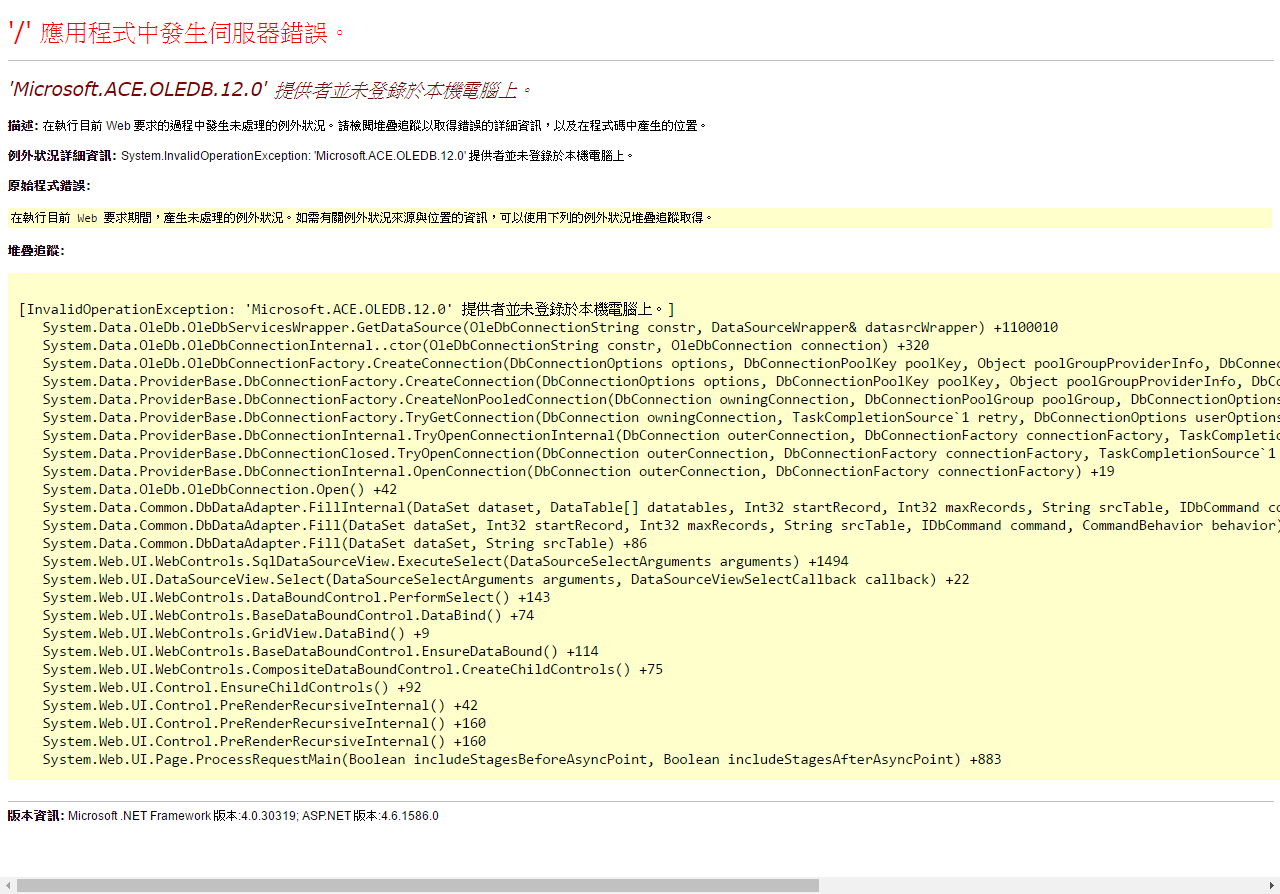 '/' 應用程式中發生伺服器錯誤。
'Microsoft.ACE.OLEDB.12.0' 提供者並未登錄於本機電腦上。
描述: 在執行目前 Web 要求的過程中發生未處理的例外狀況。請檢閱堆疊追蹤以取得錯誤的詳細資訊，以及在程式碼中產生的位置。
例外狀況詳細資訊: System.InvalidOperationException: 'Microsoft.ACE.OLEDB.12.0' 提供者並未登錄於本機電腦上。
原始程式錯誤:
在執行目前 Web 要求期間，產生未處理的例外狀況。如需有關例外狀況來源與位置的資訊，可以使用下列的例外狀況堆疊追蹤取得。
堆疊追蹤:
[InvalidOperationException: 'Microsoft.ACE.OLEDB.12.0' 提供者並未登錄於本機電腦上。]
System.Data.OleDb.OleDbServicesWrapper.GetDataSource(OleDbConnectionString constr, DataSourceWrapper& datasrcWrapper) +1100010
System.Data.OleDb.OleDbConnectionInternal..ctor(OleDbConnectionString constr, OleDbConnection connection) +320
System.Data.OleDb.OleDbConnectionFactory.CreateConnection(DbConnectionOptions options, DbConnectionPoolKey poolKey, Object poolGroupProviderInfo, DbConnec
System.Data.ProviderBase.DbConnectionFactory.CreateConnection(DbConnectionOptions options, DbConnectionPoolKey poolKey, Object poolGroupProviderInfo, DbCo
System.Data.ProviderBase.DbConnectionFactory.CreateNonPooledConnection(DbConnection owningConnection, DbConnectionPoolGroup poolGroup, DbConnectionOptions
System.Data.ProviderBase.DbConnectionFactory.TryGetConnection(DbConnection owningConnection, TaskCompletionSource`1 retry, DbConnectionOptions userOptions
System.Data.ProviderBase.DbConnectionInternal.TryOpenConnectionInternal(DbConnection outerConnection, DbConnectionFactory connectionFactory, TaskCompletio
System.Data.ProviderBase.DbConnectionClosed.TryOpenConnection(DbConnection outerConnection, DbConnectionFactory connectionFactory, TaskCompletionSource`1
System.Data.ProviderBase.DbConnectionInternal.OpenConnection(DbConnection outerConnection, DbConnectionFactory connectionFactory) +19
System.Data.OleDb.OleDbConnection.Open() +42
System.Data.Common.DbDataAdapter.FillInternal(DataSet dataset, DataTable[] datatables, Int32 startRecord, Int32 maxRecords, String srcTable, IDbCommand co
System.Data.Common.DbDataAdapter.Fill(DataSet dataSet, Int32 startRecord, Int32 maxRecords, String srcTable, IDbCommand command, CommandBehavior behavior)
System.Data.Common.DbDataAdapter.Fill(DataSet dataSet, String srcTable) +86
System.Web.UI.WebControls.SqlDataSourceView.ExecuteSelect(DataSourceSelectArguments arguments) +1494
System.Web.UI.DataSourceView.Select(DataSourceSelectArguments arguments, DataSourceViewSelectCallback callback) +22
System.Web.UI.WebControls.DataBoundControl.PerformSelect() +143
System.Web.UI.WebControls.BaseDataBoundControl.DataBind() +74
System.Web.UI.WebControls.GridView.DataBind() +9
System.Web.UI.WebControls.BaseDataBoundControl.EnsureDataBound() +114
System.Web.UI.WebControls.CompositeDataBoundControl.CreateChildControls() +75
System.Web.UI.Control.EnsureChildControls() +92
System.Web.UI.Control.PreRenderRecursiveInternal() +42
System.Web.UI.Control.PreRenderRecursiveInternal() +160
System.Web.UI.Control.PreRenderRecursiveInternal() +160
System.Web.UI.Page.ProcessRequestMain(Boolean includeStagesBeforeAsyncPoint, Boolean includeStagesAfterAsyncPoint) +883
版本資訊: Microsoft .NET Framework 版本:4.0.30319; ASP.NET 版本:4.6.1586.0